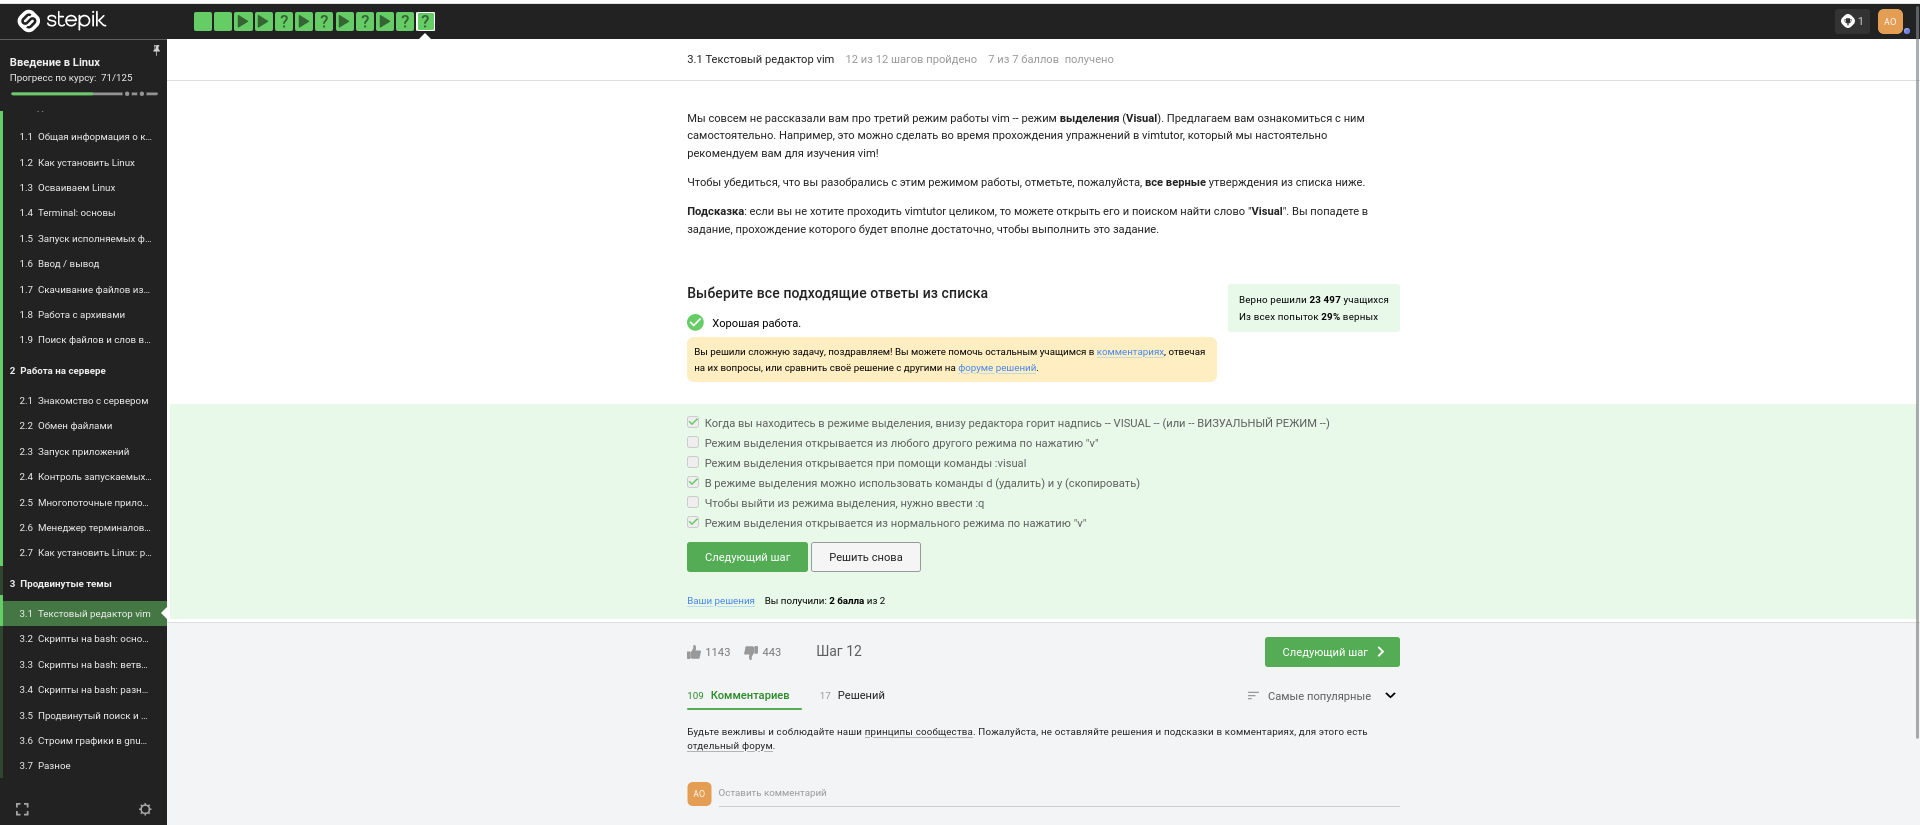 stepik
1
AO
Введение в Linux
Прогресс по курсу: 71/125
1.1 Общая информация о к...
1.2 Как установить Linux
1.3 Осваиваем Linux
1.4 Terminal: основы
1.5 Запуск исполняемых ф...
1.6 Ввод / вывод
1.7 Скачивание файлов из...
1.8 Работа с архивами
1.9 Поиск файлов и слов в...
2 Работа на сервере
2.1 Знакомство с сервером
2.2 Обмен файлами
2.3 Запуск приложений
2.4 Контроль запускаемых...
2.5 Многопоточные прило...
2.6 Менеджер терминалов...
2.7 Как установить Linux: р...
3 Продвинутые темы
3.1 Текстовый редактор vim
3.2 Скрипты на bash: осно...
3.3 Скрипты на bash: ветв...
3.4 Скрипты на bash: разн...
3.5 Продвинутый поиск и ...
3.6 Строим графики в gnu...
3.7 Разное
3.1 Текстовый редактор vim 12 из 12 шагов пройдено 7 из 7 баллов получено
Мы совсем не рассказали вам про третий режим работы vim -- режим выделения (Visual). Предлагаем вам ознакомиться с ним
самостоятельно. Например, это можно сделать во время прохождения упражнений в vimtutor, который мы настоятельно
рекомендуем вам для изучения vim!
Чтобы убедиться, что вы разобрались с этим режимом работы, отметьте, пожалуйста, все верные утверждения из списка ниже.
Подсказка: если вы не хотите проходить vimtutor целиком, то можете открыть его и поиском найти слово "Visual". Вы попадете в
задание, прохождение которого будет вполне достаточно, чтобы выполнить это задание.
Выберите все подходящие ответы из списка
Верно решили 23 497 учащихся
Из всех попыток 29% верных
Хорошая работа.
Вы решили сложную задачу, поздравляем! Вы можете помочь остальным учащимся в комментариях, отвечая
на их вопросы, или сравнить своё решение с другими на форуме решений.
Когда вы находитесь в режиме выделения, внизу редактора горит надпись -- VISUAL -- (или -- ВИЗУАЛЬНЫЙ РЕЖИМ --)
Режим выделения открывается из любого другого режима по нажатию "v"
Режим выделения открывается при помощи команды :visual
В режиме выделения можно использовать команды d (удалить) и y (скопировать)
Чтобы выйти из режима выделения, нужно ввести :q
Режим выделения открывается из нормального режима по нажатию "v"
Следующий шаг Решить снова
Ваши решения Вы получили: 2 балла из 2
1143 443 Шаг 12 Следующий шаг
109 Комментариев 17 Решений Самые популярные
Будьте вежливы и соблюдайте наши принципы сообщества. Пожалуйста, не оставляйте решения и подсказки в комментариях, для этого есть
отдельный форум.
AO Оставить комментарий